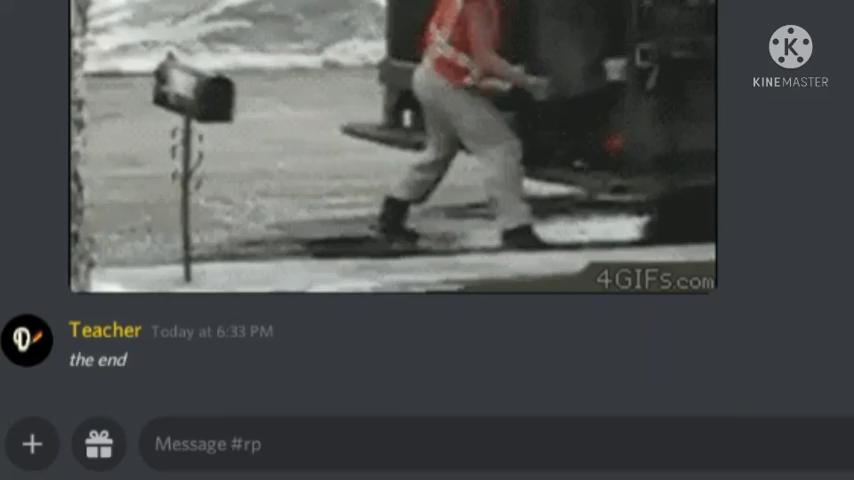 KINEMASTER
4GIFs.com
Teacher Today at 6:33 PM
the end
Message #rp